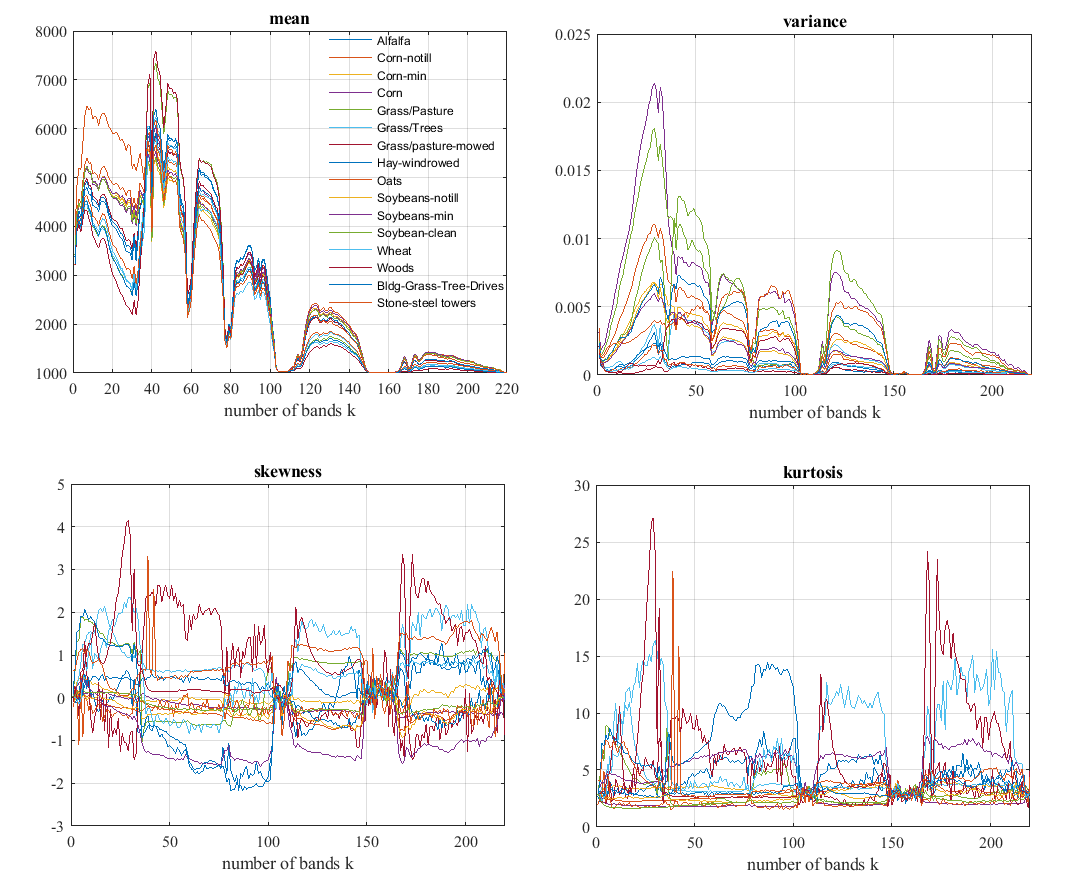 mean
8000
7000
6000
5000
4000
3000
2000
1000
0 20 40 60 80 100 120 140 160 180 200 220
number of bands k
Alfalfa
Corn-notill
Corn-min
Corn
Grass/Pasture
Grass/Trees
Grass/pasture-mowed
Hay-windrowed
Oats
Soybeans-notill
Soybeans-min
Soybean-clean
Wheat
Woods
Bldg-Grass-Tree-Drives
Stone-steel towers
variance
0.025
0.02
0.015
0.01
0.005
0
0 50 100 150 200
number of bands k
skewness
5
4
3
2
1
0
-1
-2
-3
0 50 100 150 200
number of bands k
kurtosis
30
25
20
15
10
5
0
0 50 100 150 200
number of bands k